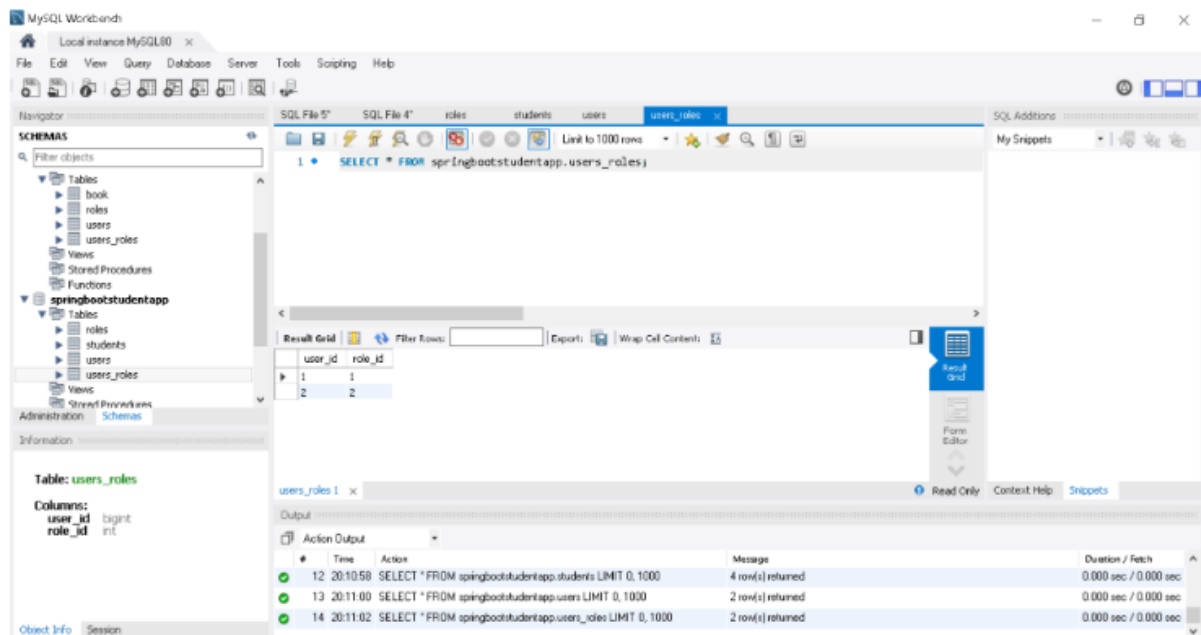 MySQL Workbench
Local instance MySQL80 ×
File Edit View Query Database Server Tools Scripting Help
Navigator
SCHEMAS
Filter objects
Tables
book
roles
users
users_roles
Views
Stored Procedures
Functions
springbootstudentapp
Tables
roles
students
users
users_roles
Views
Stored Procedures
Administration Schemas
Information
Table: users_roles
Columns:
user_id bigint
role_id int
Object Info Session
SQL File 5* SQL File 4* roles students users users_roles ×
Limit to 1000 rows
1 SELECT * FROM springbootstudentapp.users_roles;
Result Grid Filter Rows: Export: Wrap Cell Content:
user_id role_id
1 1
2 2
Result Grid
Form Editor
users_roles 1 ×
Read Only
SQL Additions
My Snippets
Context Help Snippets
Output
Action Output
# Time Action Message Duration / Fetch
12 20:10:58 SELECT * FROM springbootstudentapp.students LIMIT 0, 1000 4 row(s) returned 0.000 sec / 0.000 sec
13 20:11:00 SELECT * FROM springbootstudentapp.users LIMIT 0, 1000 2 row(s) returned 0.000 sec / 0.000 sec
14 20:11:02 SELECT * FROM springbootstudentapp.users_roles LIMIT 0, 1000 2 row(s) returned 0.000 sec / 0.000 sec